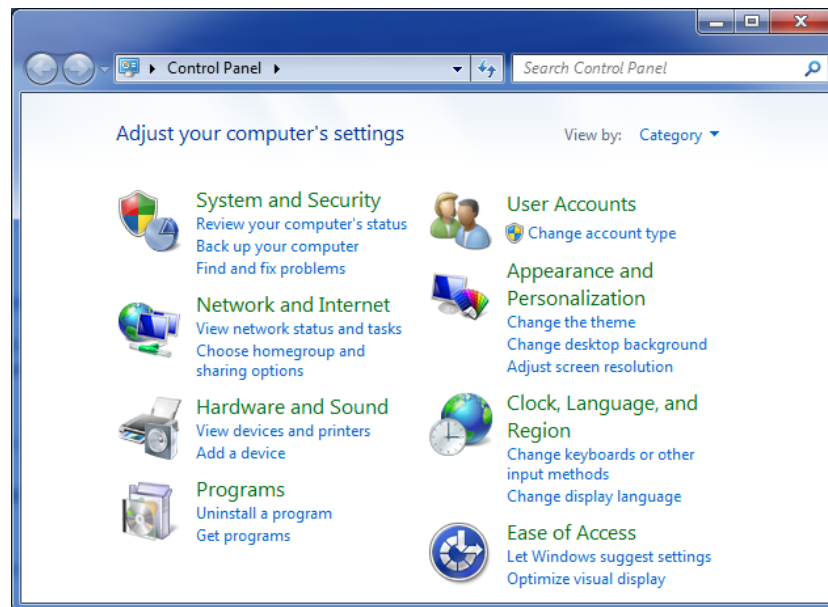 Control Panel
Search Control Panel
Adjust your computer's settings
View by: Category
System and Security
Review your computer's status
Back up your computer
Find and fix problems
Network and Internet
View network status and tasks
Choose homegroup and
sharing options
Hardware and Sound
View devices and printers
Add a device
Programs
Uninstall a program
Get programs
User Accounts
Change account type
Appearance and
Personalization
Change the theme
Change desktop background
Adjust screen resolution
Clock, Language, and
Region
Change keyboards or other
input methods
Change display language
Ease of Access
Let Windows suggest settings
Optimize visual display